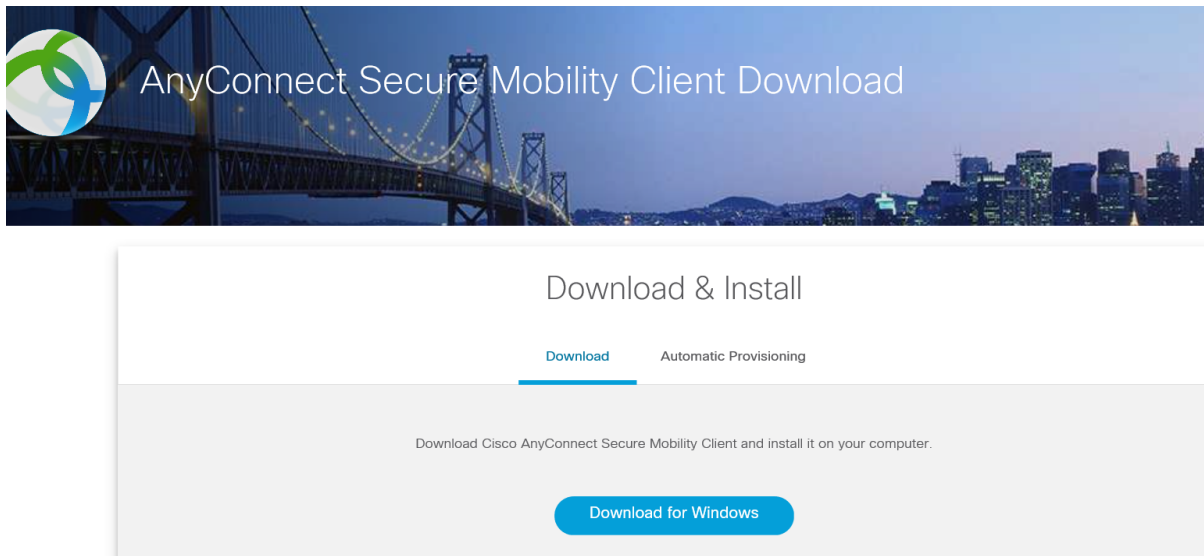 AnyConnect Secure Mobility Client Download
Download & Install
Download Automatic Provisioning
Download Cisco AnyConnect Secure Mobility Client and install it on your computer.
Download for Windows